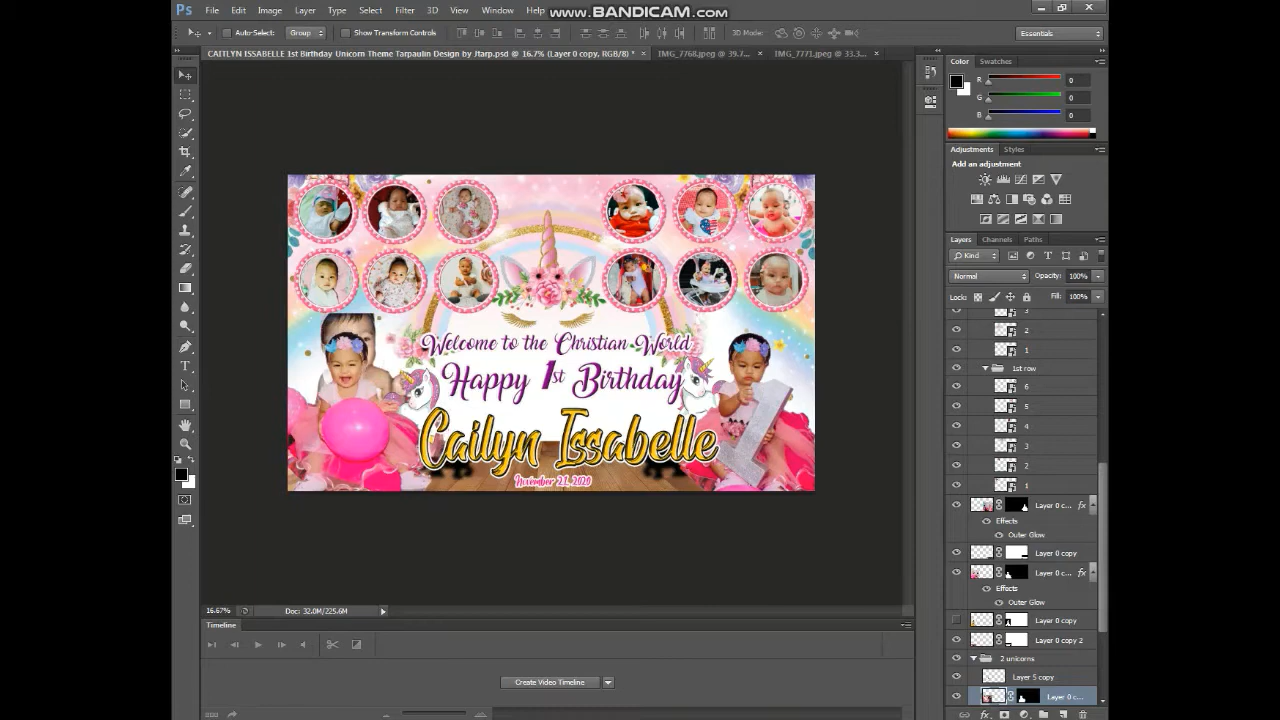 Ps File Edit Image Layer Type Select Filter 3D View Window Help
www.BANDICAM.com
Auto-Select: Group Show Transform Controls 3D Mode: Essentials
CAITLYN ISSABELLE 1st Birthday Unicorn Theme Tarpaulin Design by Jtarp.psd @ 16.7% (Layer 0 copy, RGB/8) * × IMG_7768.jpeg @ 39.7... × IMG_7771.jpeg @ 33.3... ×
Color Swatches
R 0
G 0
B 0
Adjustments Styles
Add an adjustment
Layers Channels Paths
Kind
Normal Opacity: 100%
Lock: Fill: 100%
3
2
1
1st row
6
5
4
3
2
1
Layer 0 c... fx
Effects
Outer Glow
Layer 0 copy
Layer 0 c... fx
Effects
Outer Glow
Layer 0 copy
Layer 0 copy 2
2 unicorns
Layer 5 copy
Layer 0 c...
Welcome to the Christian World
Happy 1st Birthday
Cailyn Issabelle
November 21, 2020
16.67% Doc: 32.0M/225.6M
Timeline
Create Video Timeline